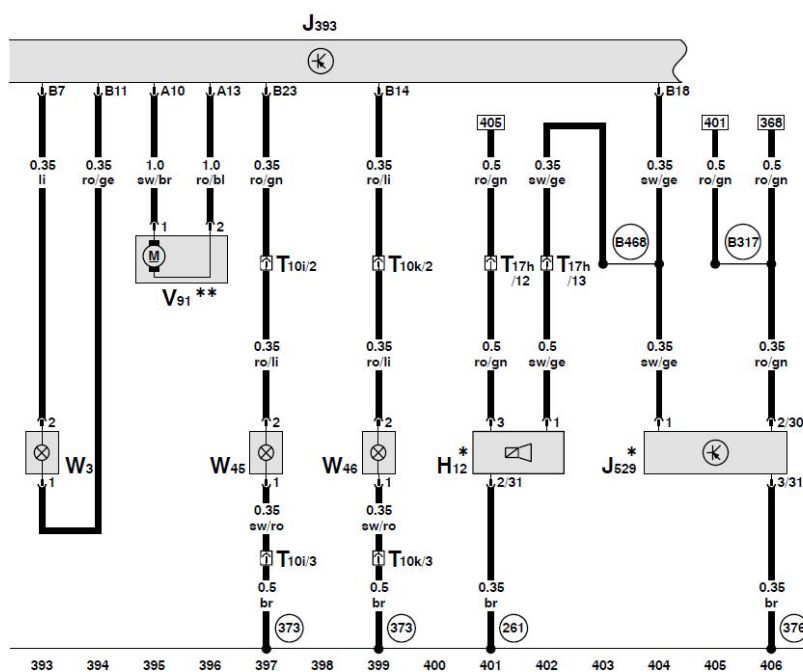 J393
B7 B11 A10 A13 B23 B14 B18
405 401 368
0.35 0.35 1.0 1.0 0.35 0.35 0.5 0.35 0.35 0.5 0.5
li ro/ge sw/br ro/bl ro/gn ro/li ro/gn sw/ge sw/ge ro/gn ro/gn
1 2
B468 B317
M
T10i/2 T10k/2 T17h/12 T17h/13
V91 **
0.35 0.35 0.5 0.35 0.35 0.35
ro/li ro/li ro/gn sw/ge sw/ge ro/gn
2 2 2 3 1 1 2/30
W3 W45 W46 H12 * J529 *
1 1 1 2/31 3/31
0.35 0.35
sw/ro sw/ro
T10i/3 T10k/3
0.5 0.5 0.35 0.35
br br br br
373 373 261 376
393 394 395 396 397 398 399 400 401 402 403 404 405 406